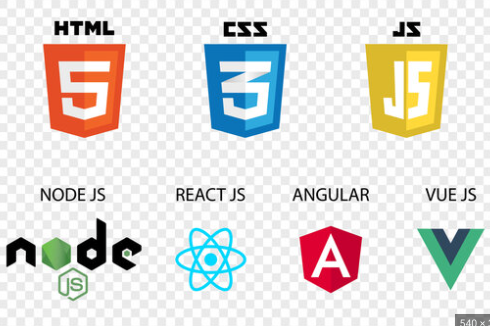 HTML CSS JS
5 3 JS
NODE JS REACT JS ANGULAR VUE JS
node A
JS
540 ×